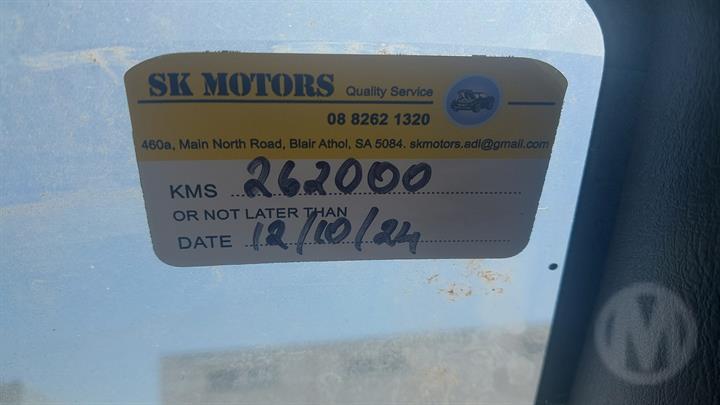 SK MOTORS Quality Service
08 8262 1320
460a, Main North Road, Blair Athol, SA 5084. skmotors.adl@gmail.com
KMS 262000
OR NOT LATER THAN
DATE 12/10/24
M